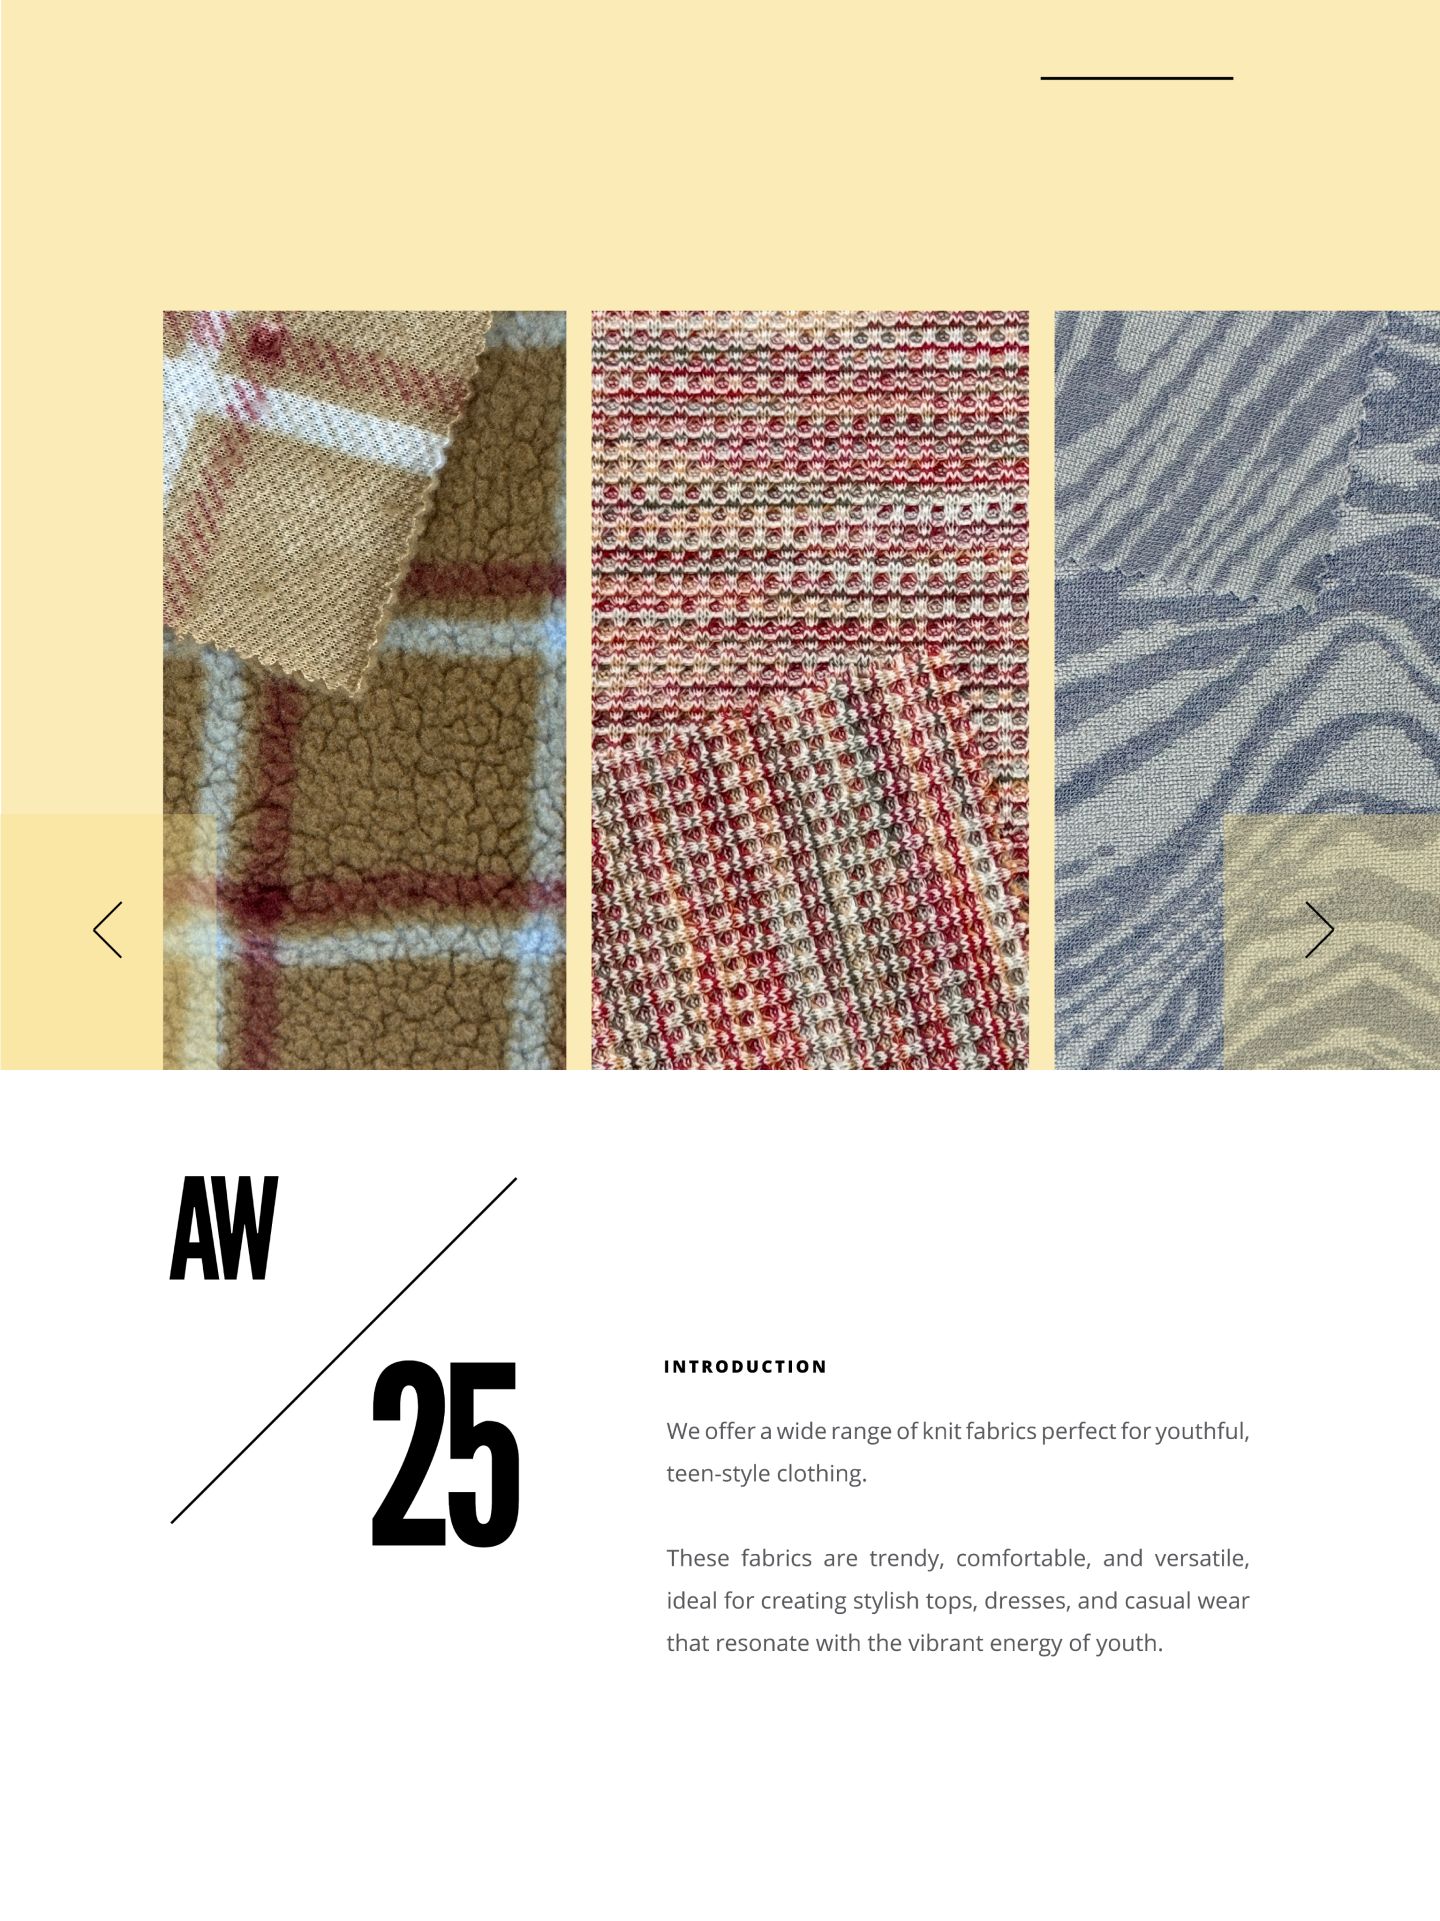 AW
25
INTRODUCTION
We offer a wide range of knit fabrics perfect for youthful,
teen-style clothing.
These fabrics are trendy, comfortable, and versatile,
ideal for creating stylish tops, dresses, and casual wear
that resonate with the vibrant energy of youth.